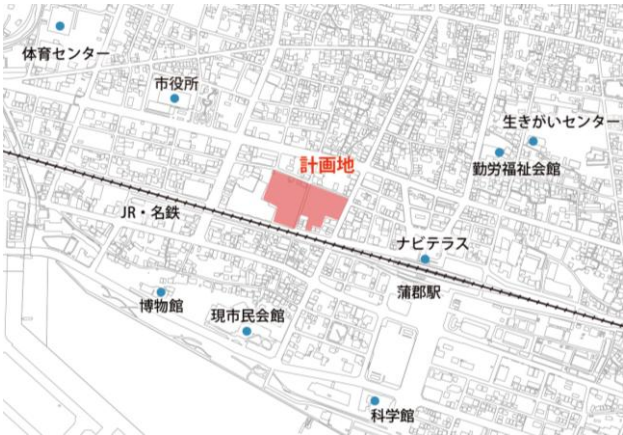 体育センター
市役所
生きがいセンター
計画地
勤労福祉会館
JR・名鉄
ナビテラス
蒲郡駅
博物館
現市民会館
科学館